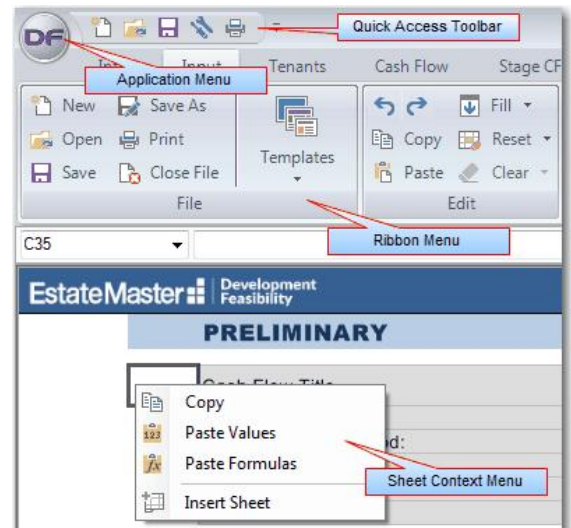 DF
Quick Access Toolbar
Input
Tenants
Cash Flow
Stage CF
Application Menu
New
Save As
Fill
Open
Print
Templates
Copy
Reset
Save
Close File
Paste
Clear
File
Edit
Ribbon Menu
C35
EstateMaster Development
Feasibility
PRELIMINARY
Cash Flow Title
Copy
Paste Values
Paste Formulas
Sheet Context Menu
Insert Sheet